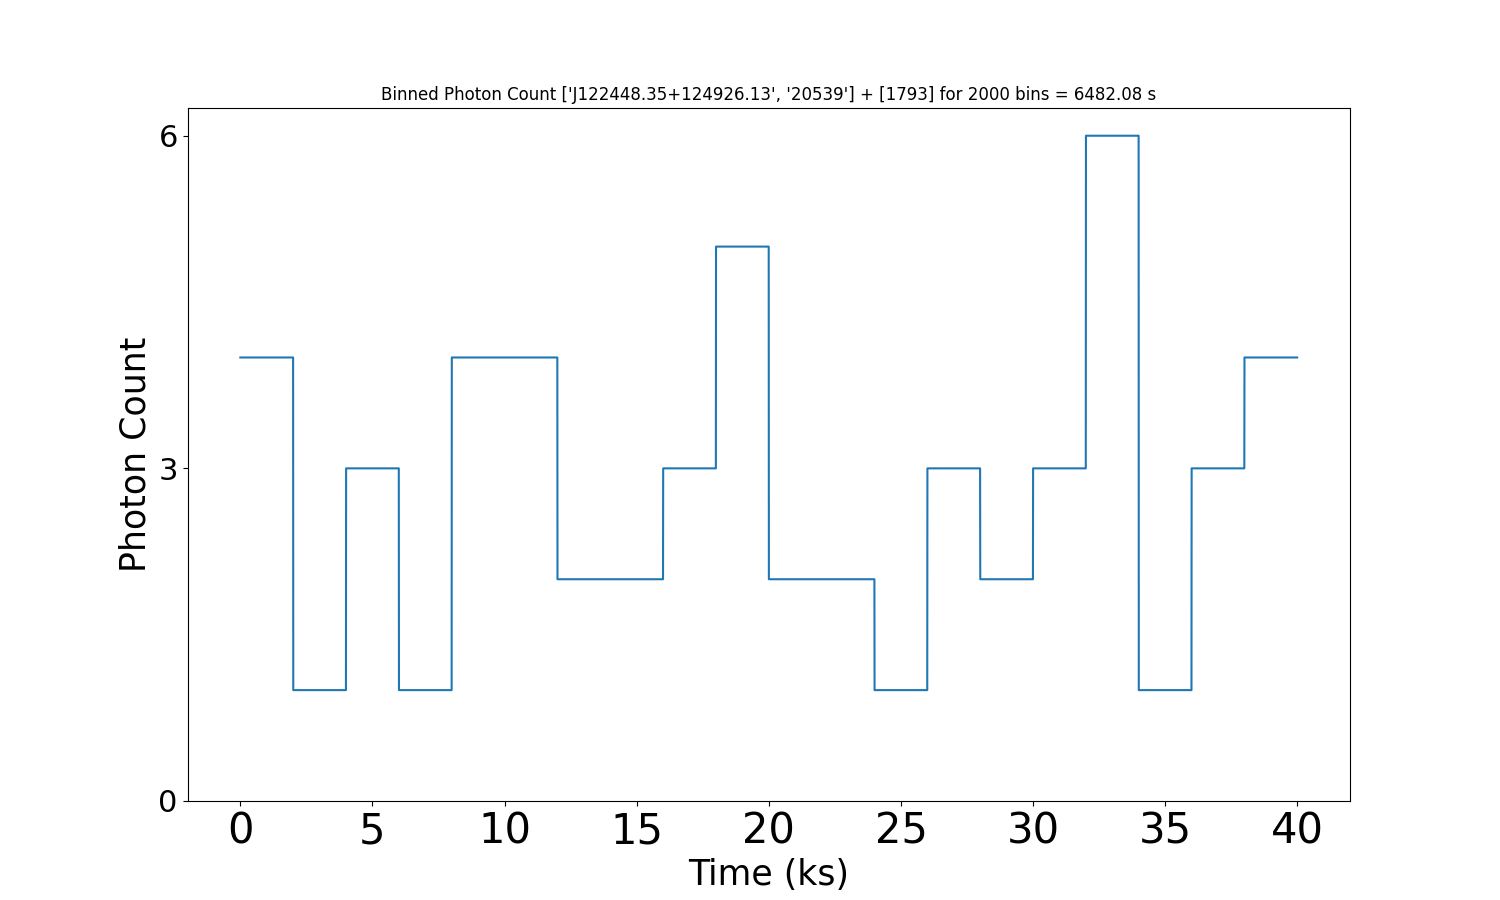 Binned Photon Count ['J122448.35+124926.13', '20539'] + [1793] for 2000 bins = 6482.08 s
6
3
0
Photon Count
0 5 10 15 20 25 30 35 40
Time (ks)